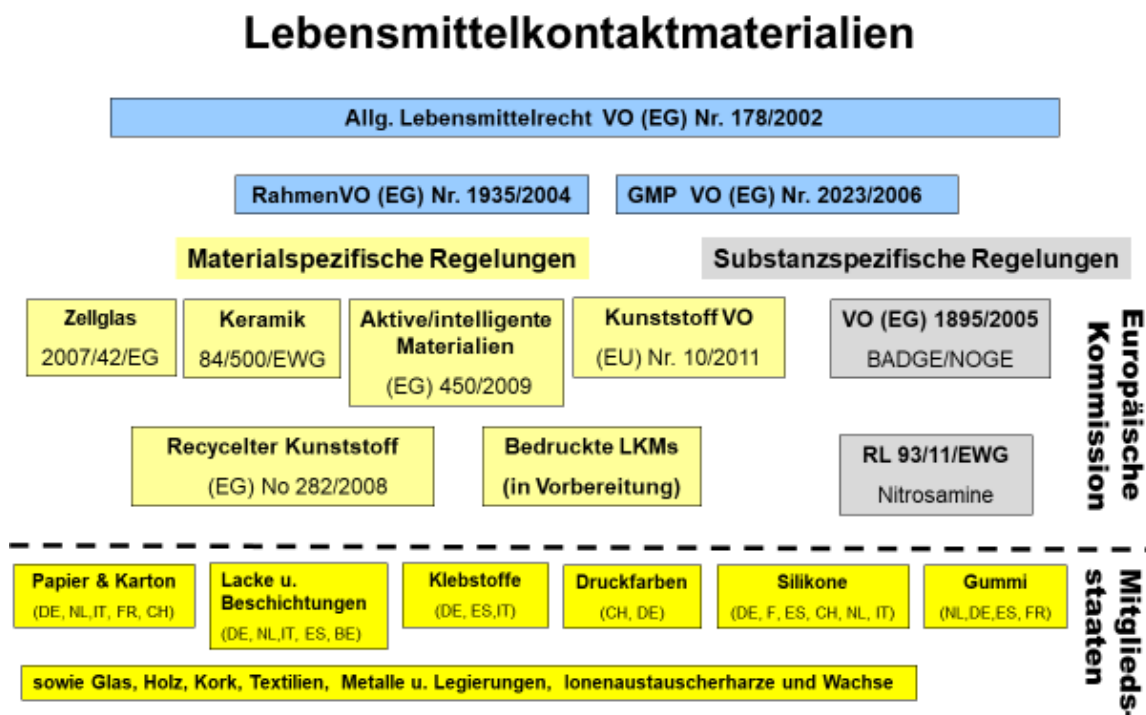 Lebensmittelkontaktmaterialien
Allg. Lebensmittelrecht VO (EG) Nr. 178/2002
RahmenVO (EG) Nr. 1935/2004
GMP VO (EG) Nr. 2023/2006
Materialspezifische Regelungen
Substanzspezifische Regelungen
Zellglas
2007/42/EG
Keramik
84/500/EWG
Aktive/intelligente
Materialien
(EG) 450/2009
Kunststoff VO
(EU) Nr. 10/2011
VO (EG) 1895/2005
BADGE/NOGE
Recycelter Kunststoff
(EG) No 282/2008
Bedruckte LKMs
(in Vorbereitung)
RL 93/11/EWG
Nitrosamine
Europäische
Kommission
Papier & Karton
(DE, NL,IT, FR, CH)
Lacke u.
Beschichtungen
(DE, NL,IT, ES, BE)
Klebstoffe
(DE, ES,IT)
Druckfarben
(CH, DE)
Silikone
(DE, F, ES, CH, NL, IT)
Gummi
(NL,DE,ES, FR)
sowie Glas, Holz, Kork, Textilien, Metalle u. Legierungen, Ionenaustauscherharze und Wachse
Mitglieds-
staaten